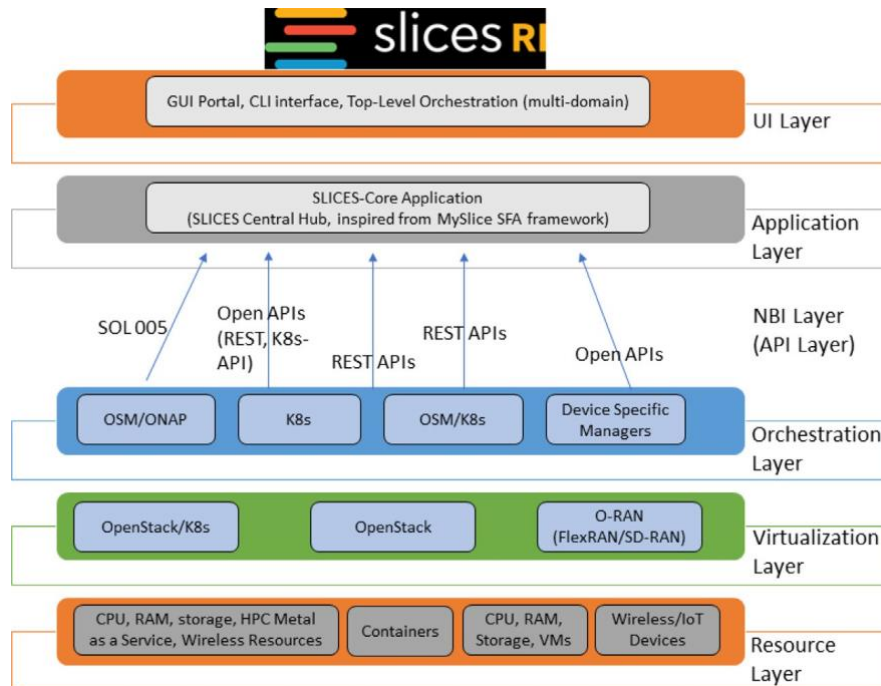 slices RI
GUI Portal, CLI interface, Top-Level Orchestration (multi-domain)
UI Layer
SLICES-Core Application
(SLICES Central Hub, inspired from MySlice SFA framework)
Application
Layer
SOL 005
Open APIs
(REST, K8s-
API)
REST APIs
REST APIs
Open APIs
NBI Layer
(API Layer)
OSM/ONAP
K8s
OSM/K8s
Device Specific
Managers
Orchestration
Layer
OpenStack/K8s
OpenStack
O-RAN
(FlexRAN/SD-RAN)
Virtualization
Layer
CPU, RAM, storage, HPC Metal
as a Service, Wireless Resources
Containers
CPU, RAM,
Storage, VMs
Wireless/IoT
Devices
Resource
Layer